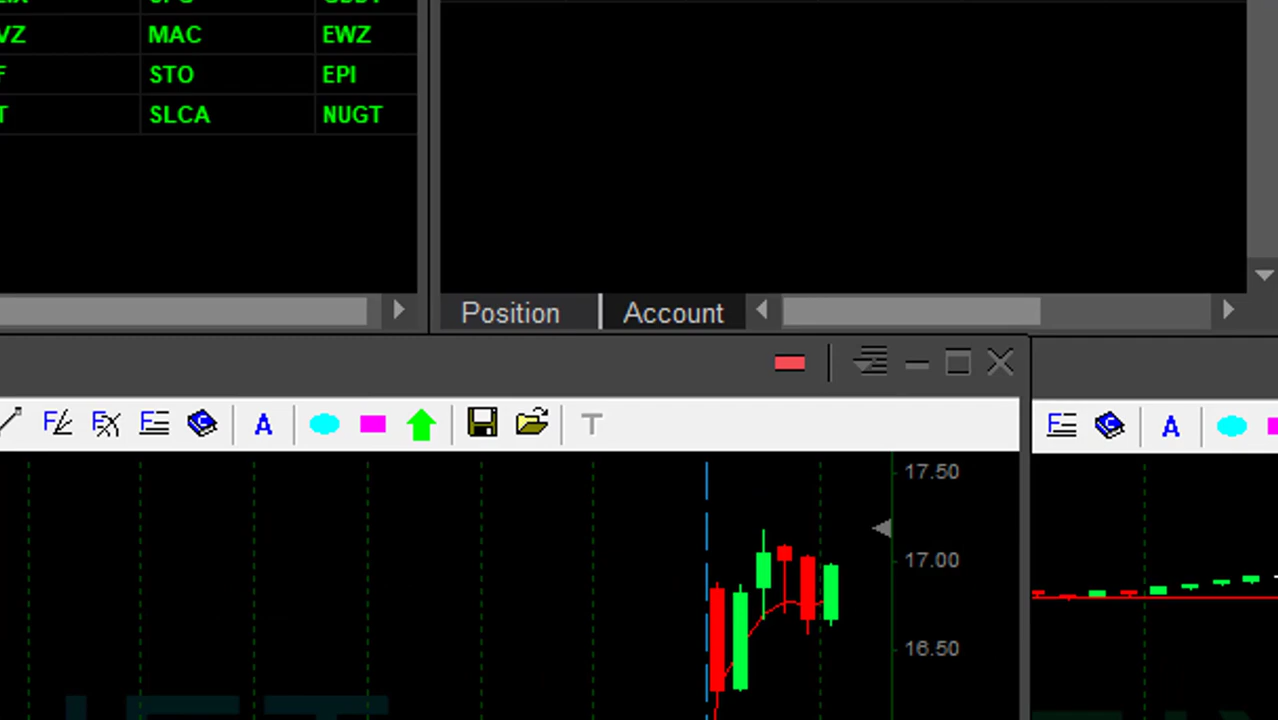 VZ MAC EWZ
F STO EPI
T SLCA NUGT
Position Account
A A
T
17.50
17.00
16.50